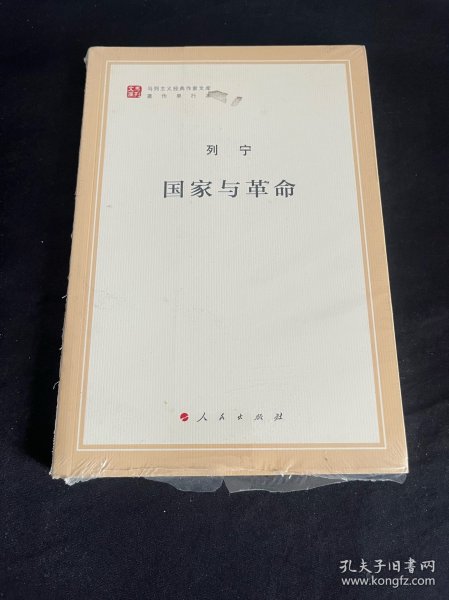 马列主义经典作家文库
著作单行本
列宁
国家与革命
人民出版社
孔夫子旧书网
www.kongfz.com